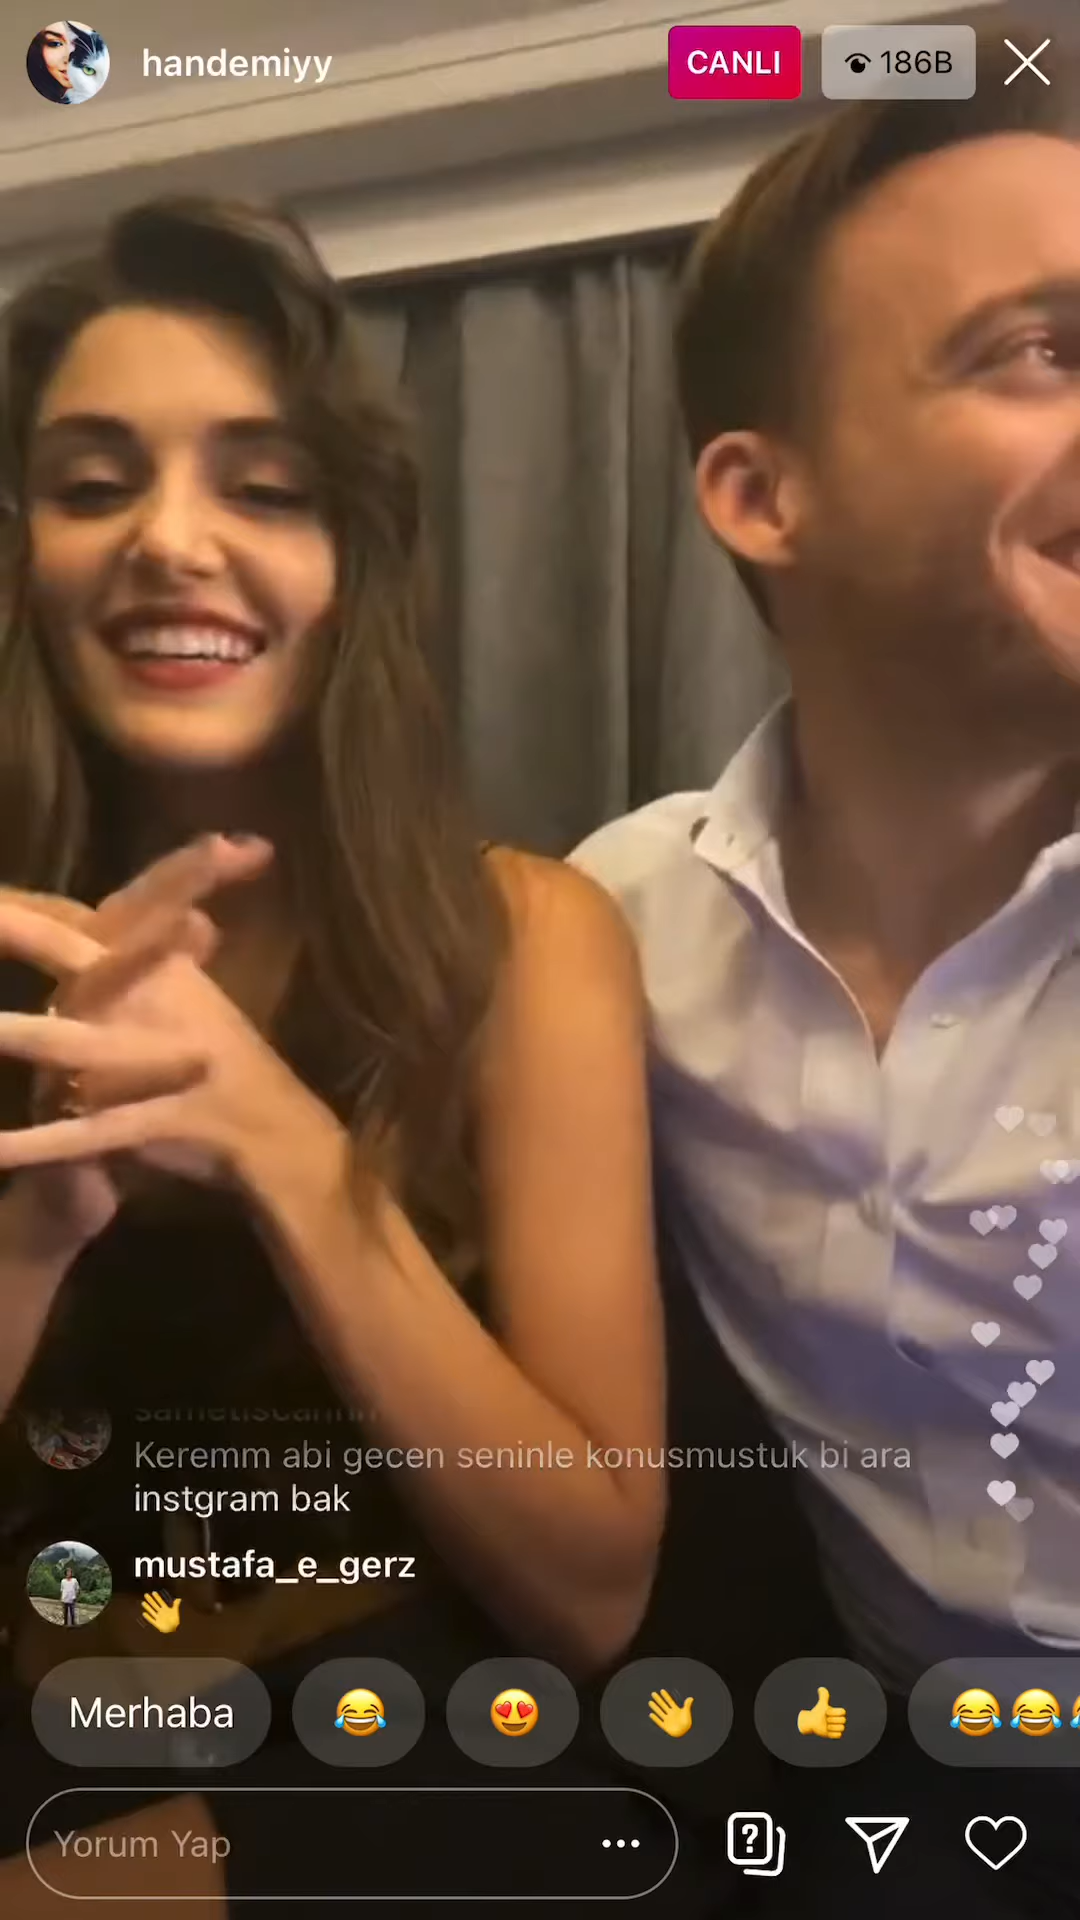 handemiyy
CANLI
186B
Keremm abi gecen seninle konusmustuk bi ara
instgram bak
mustafa_e_gerz
👋
Merhaba
Yorum Yap